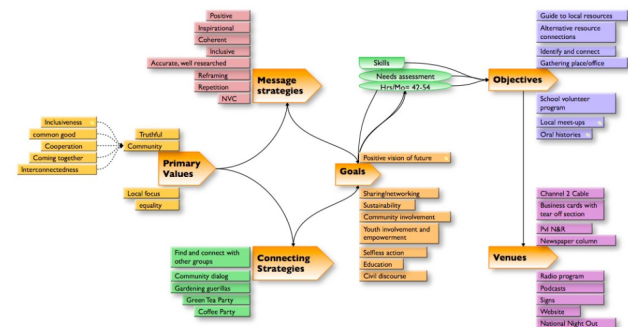 Positive
Inspirational
Coherent
Inclusive
Accurate, well researched
Reframing
Repetition
NVC
Message
strategies
Inclusiveness
common good
Cooperation
Coming together
Interconnectedness
Truthful
Community
Primary
Values
Local focus
equality
Find and connect with
other groups
Community dialog
Gardening guerillas
Green Tea Party
Coffee Party
Connecting
Strategies
Skills
Needs assessment
Hrs/Mo= 42-54
Goals
Positive vision of future
Sharing/networking
Sustainability
Community involvement
Youth involvement and
empowerment
Selfless action
Education
Civil discourse
Guide to local resources
Alternative resource
connections
Identify and connect
Gathering place/office
Objectives
School volunteer
program
Local meet-ups
Oral histories
Channel 2 Cable
Business cards with
tear off section
Pvl N&R
Newspaper column
Venues
Radio program
Podcasts
Signs
Website
National Night Out